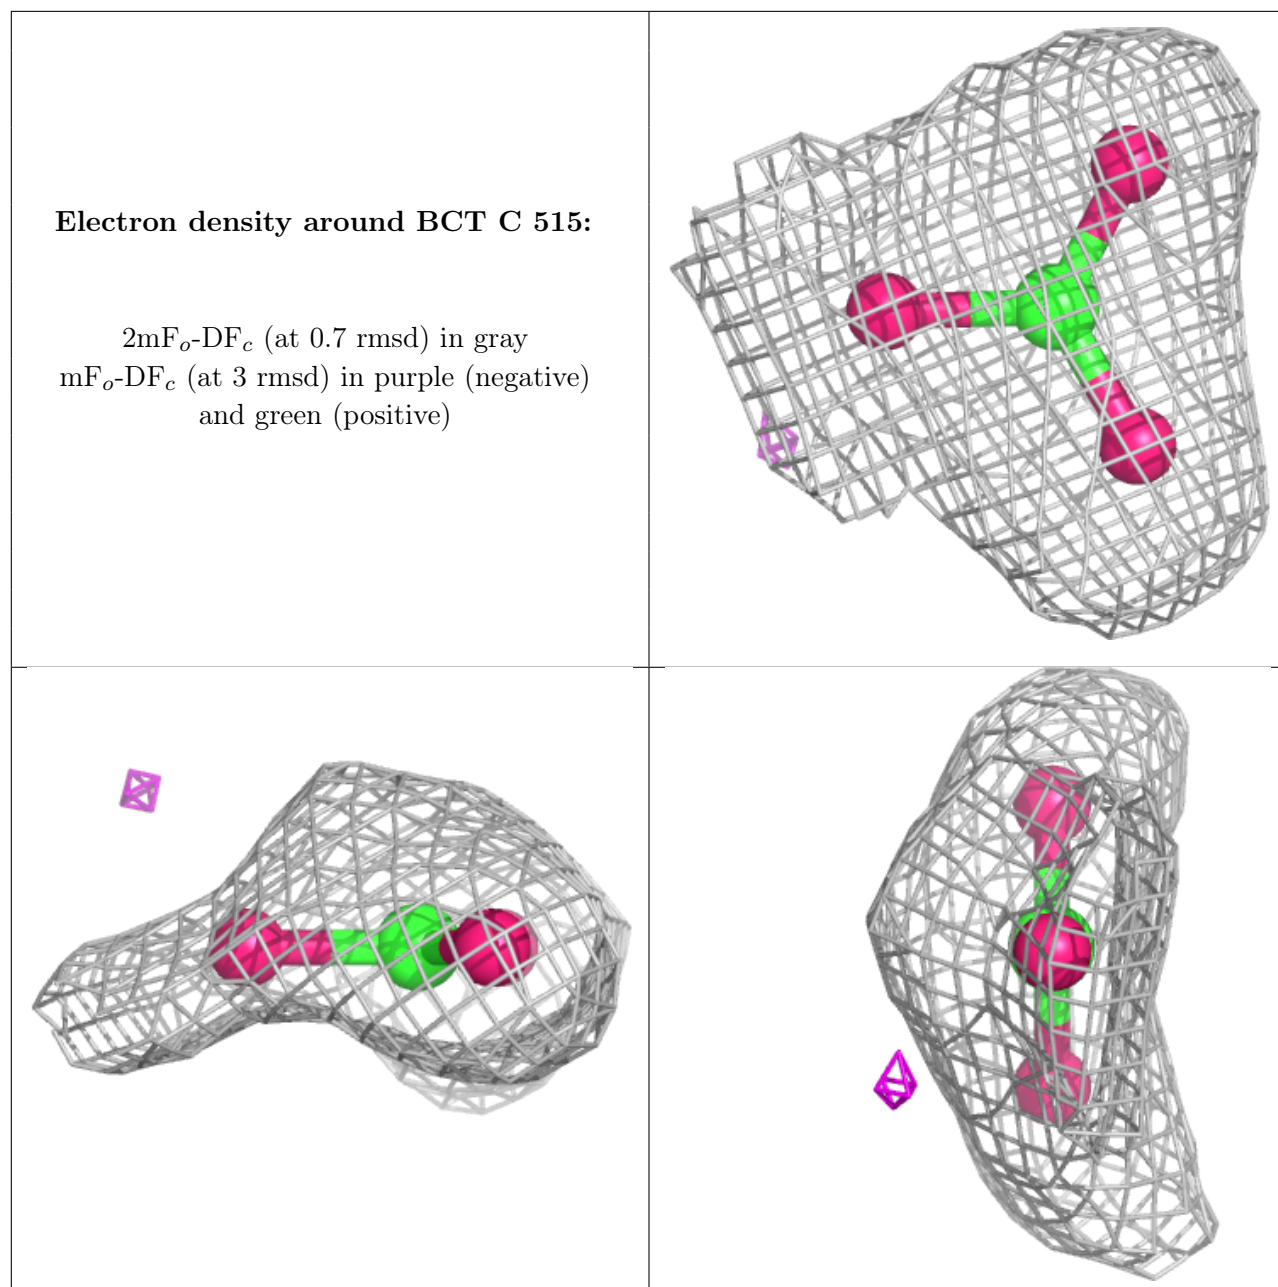 Electron density around BCT C 515:
2mFo-DFc (at 0.7 rmsd) in gray
mFo-DFc (at 3 rmsd) in purple (negative)
and green (positive)